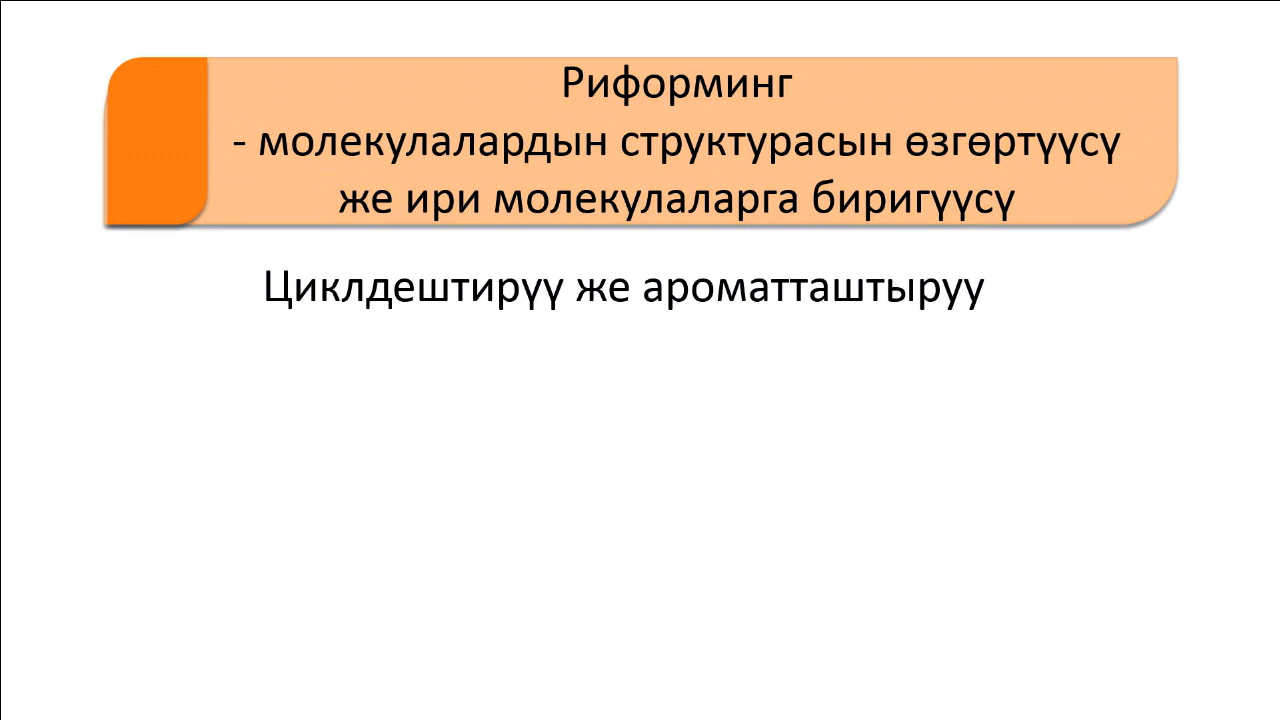 Риформинг
- молекулалардын структурасын өзгөртүүсү
же ири молекулаларга биригүүсү
Циклдештирүү же ароматташтыруу